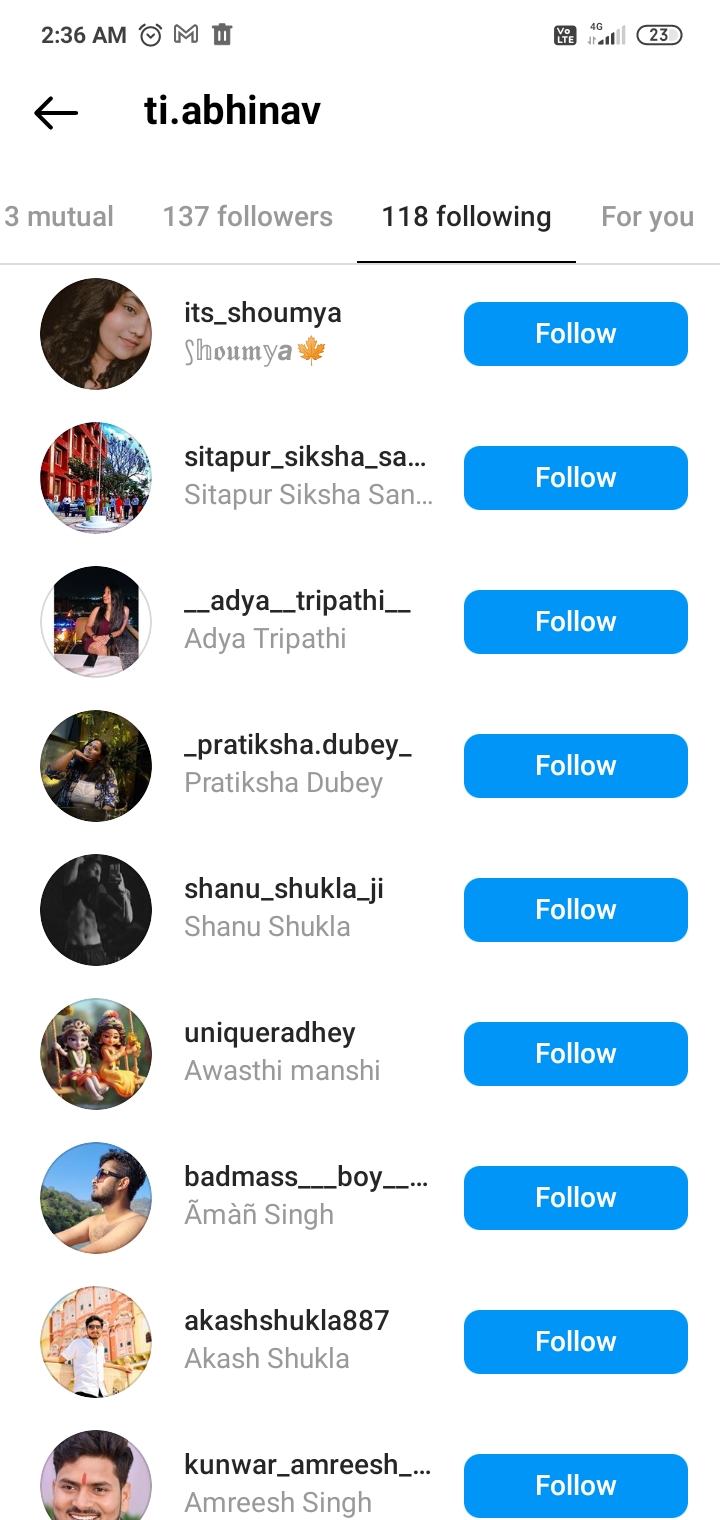 2:36 AM
Vo LTE 4G 23
ti.abhinav
3 mutual 137 followers 118 following For you
its_shoumya
𝕾𝕙𝖔𝖚𝖒𝕪𝙖🍁
Follow
sitapur_siksha_sa...
Sitapur Siksha San...
Follow
__adya__tripathi__
Adya Tripathi
Follow
_pratiksha.dubey_
Pratiksha Dubey
Follow
shanu_shukla_ji
Shanu Shukla
Follow
uniqueradhey
Awasthi manshi
Follow
badmass___boy__...
Ãmàñ Singh
Follow
akashshukla887
Akash Shukla
Follow
kunwar_amreesh_...
Amreesh Singh
Follow